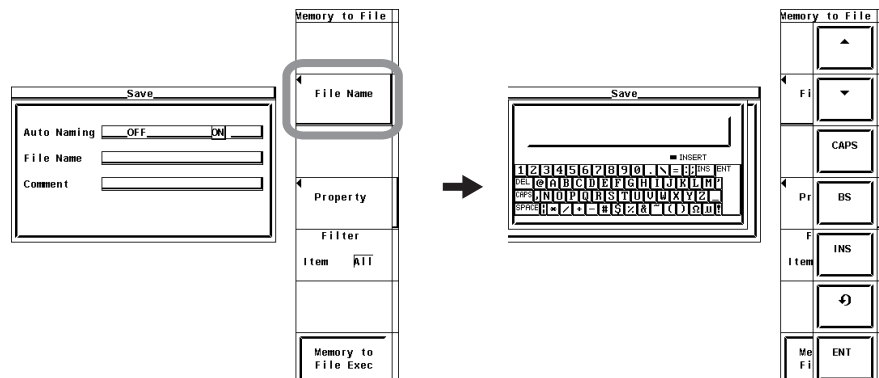 Memory to File
File Name
Save
Auto Naming OFF ON
File Name
Comment
Property
Filter
Item All
Memory to
File Exec
Memory to File
Save
INSERT
1 2 3 4 5 6 7 8 9 0 . \ = : ; INS ENT
DEL @ A B C D E F G H I J K L M '
CAPS , N O P Q R S T U V W X Y Z _
SPACE * / + - # $ % & ~ ( ) Ω µ
Fi
CAPS
Pr
BS
F
Item
INS
Me
Fi
ENT